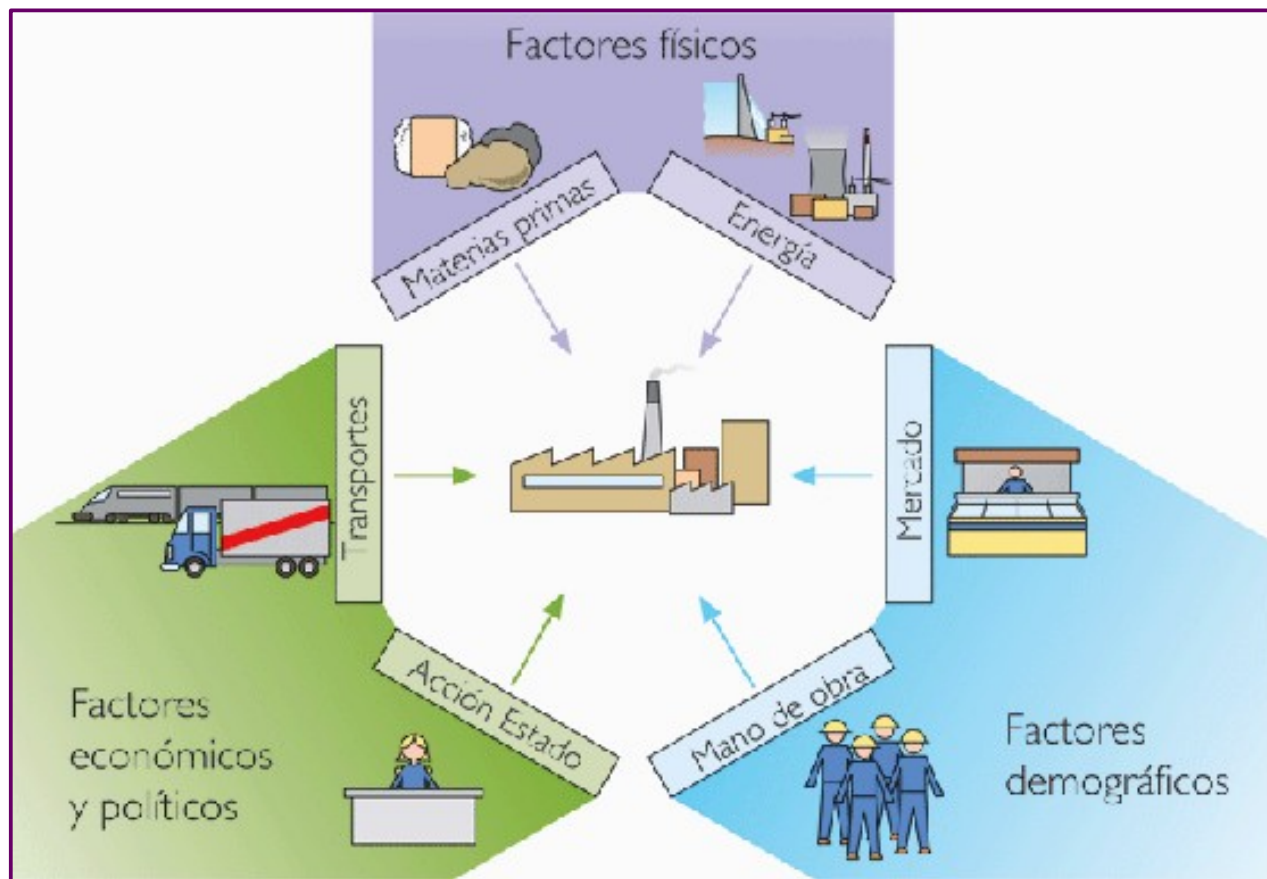 Factores físicos
Materias primas
Energía
Transportes
Mercado
Acción Estado
Mano de obra
Factores
económicos
y políticos
Factores
demográficos